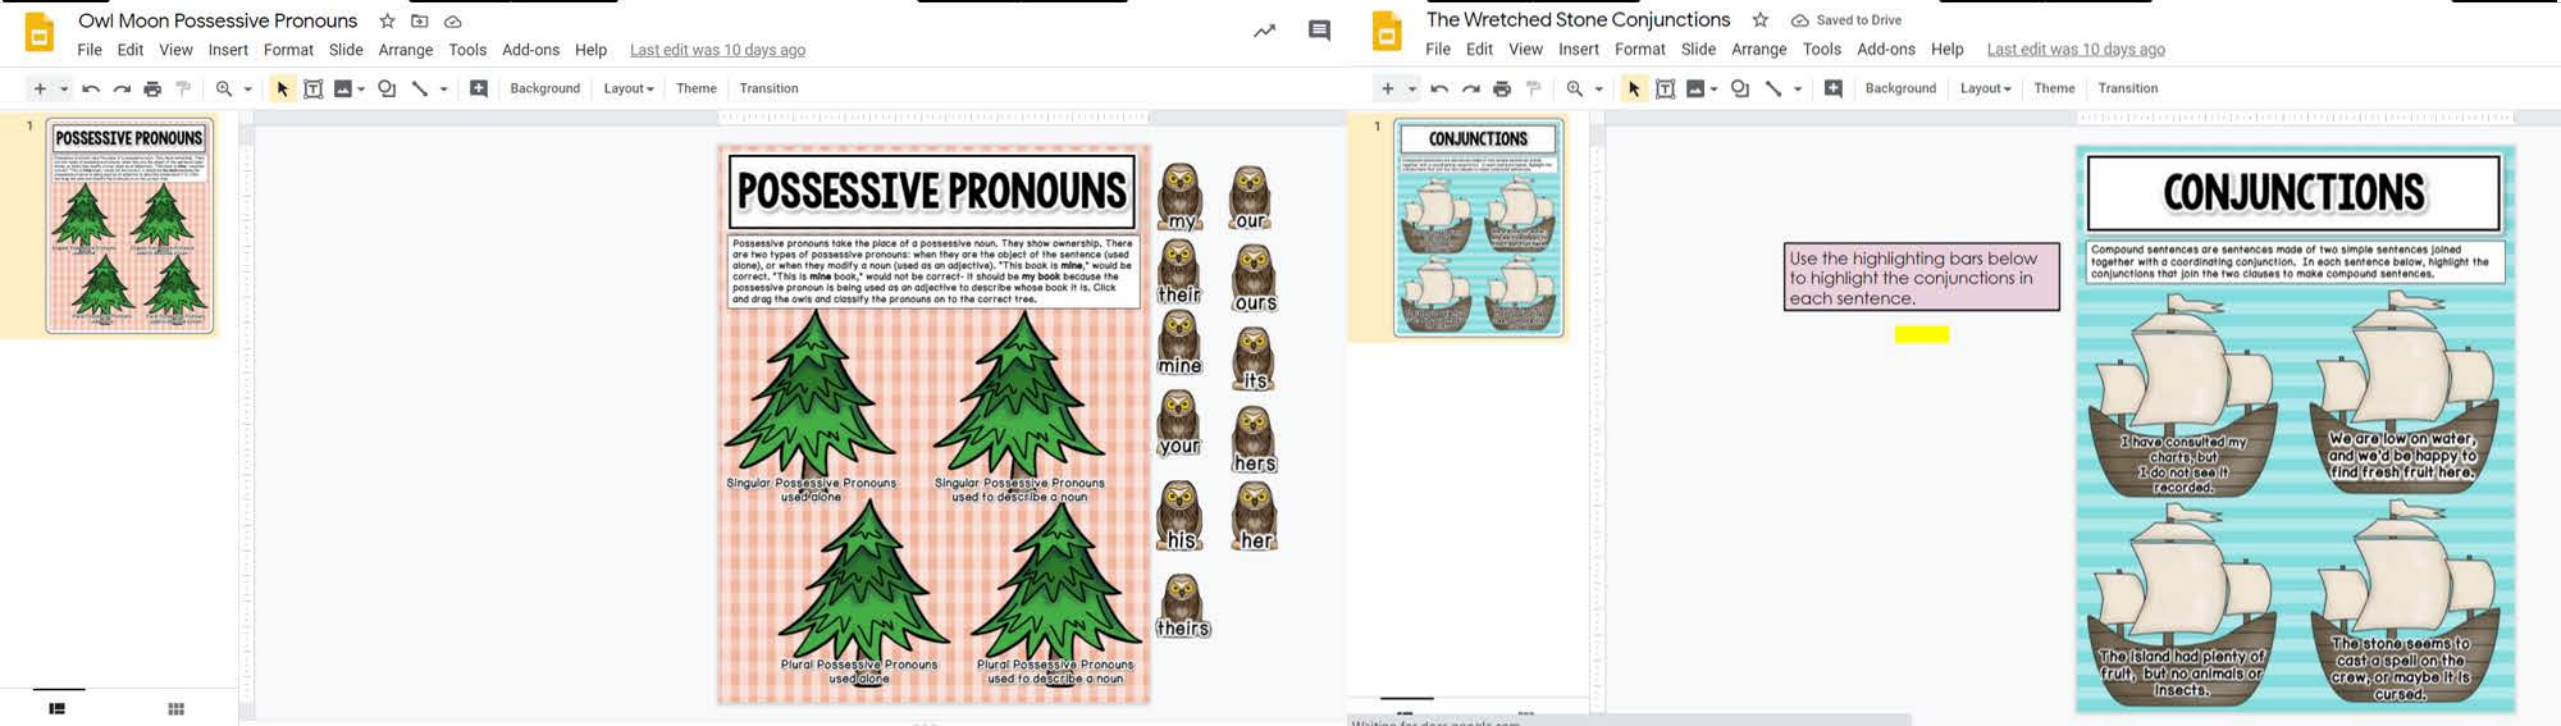 Owl Moon Possessive Pronouns
File Edit View Insert Format Slide Arrange Tools Add-ons Help Last edit was 10 days ago
Background Layout Theme Transition
1
POSSESSIVE PRONOUNS
POSSESSIVE PRONOUNS
Possessive pronouns take the place of a possessive noun. They show ownership. There
are two types of possessive pronouns: when they are the object of the sentence (used
alone), or when they modify a noun (used as an adjective). "This book is mine," would be
correct. "This is mine book," would not be correct- it should be my book because the
possessive pronoun is being used as an adjective to describe whose book it is. Click
and drag the owls and classify the pronouns on to the correct tree.
Singular Possessive Pronouns
used alone
Singular Possessive Pronouns
used to describe a noun
Plural Possessive Pronouns
used alone
Plural Possessive Pronouns
used to describe a noun
my
our
their
ours
mine
its
your
hers
his
her
theirs
The Wretched Stone Conjunctions Saved to Drive
File Edit View Insert Format Slide Arrange Tools Add-ons Help Last edit was 10 days ago
Background Layout Theme Transition
1
CONJUNCTIONS
Use the highlighting bars below
to highlight the conjunctions in
each sentence.
CONJUNCTIONS
Compound sentences are sentences made of two simple sentences joined
together with a coordinating conjunction. In each sentence below, highlight the
conjunctions that join the two clauses to make compound sentences.
I have consulted my
charts, but
I do not see it
recorded.
We are low on water,
and we'd be happy to
find fresh fruit here.
The island had plenty of
fruit, but no animals or
insects.
The stone seems to
cast a spell on the
crew, or maybe it is
cursed.